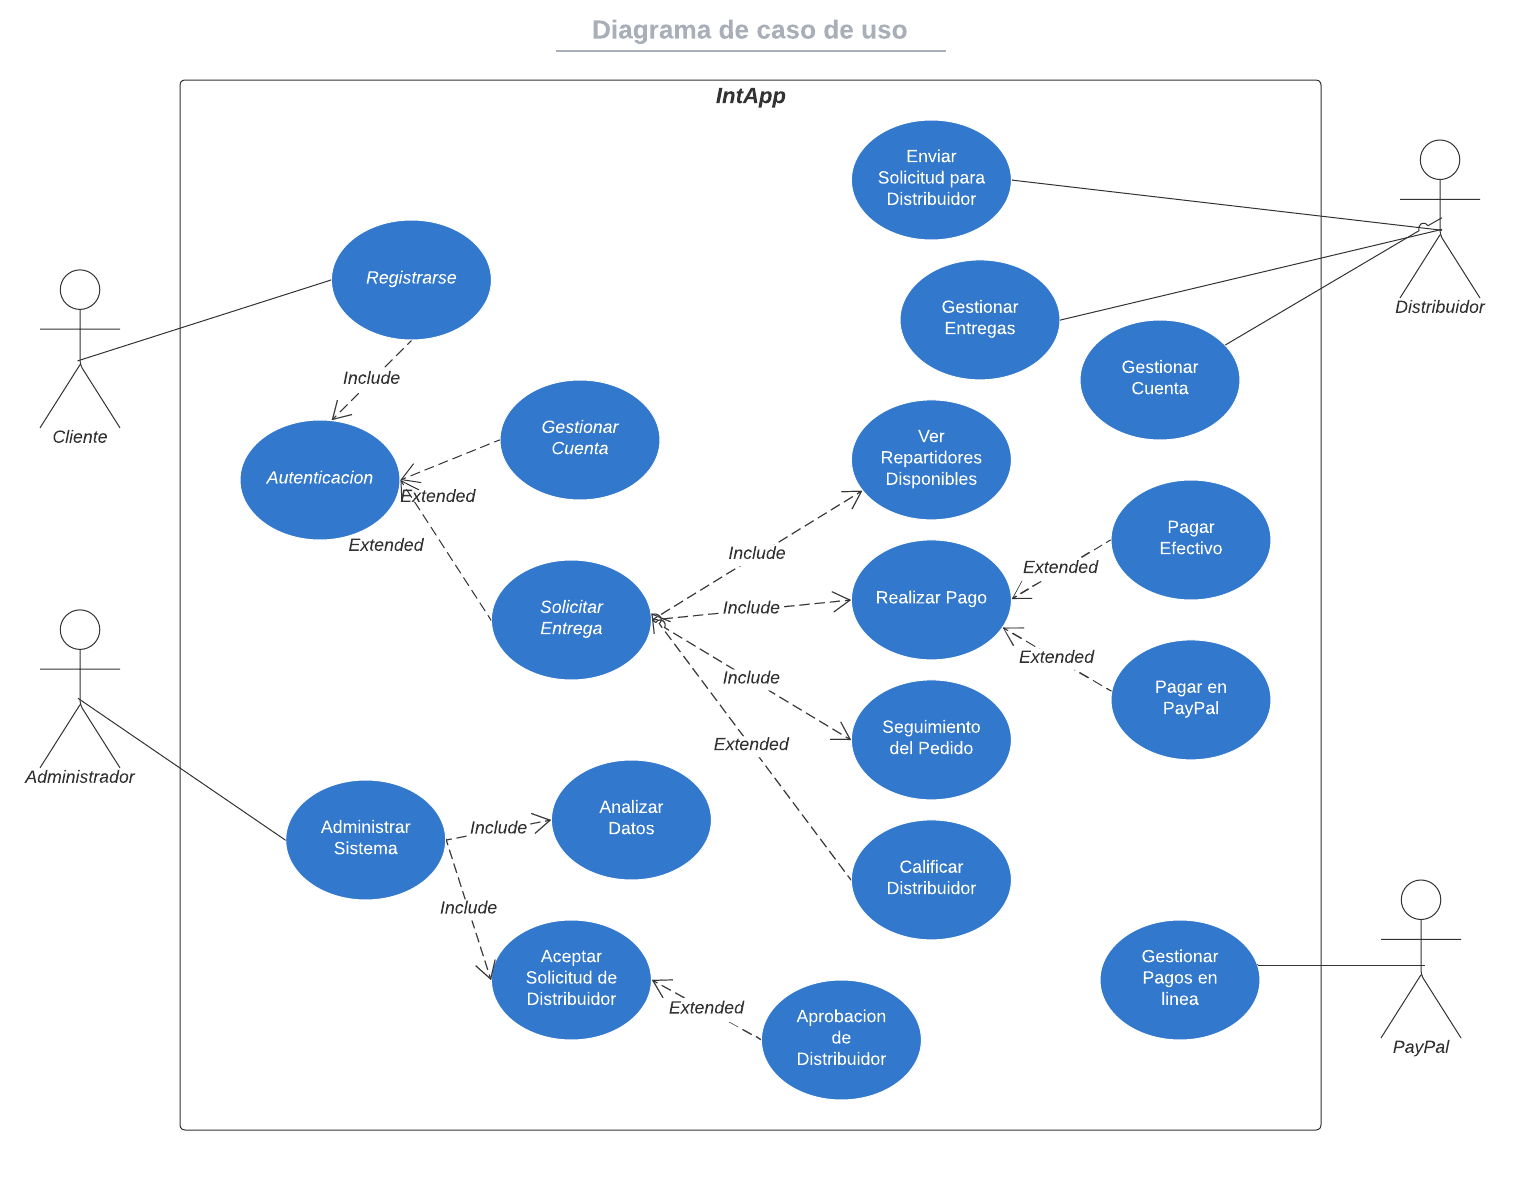 Diagrama de caso de uso
IntApp
Enviar
Solicitud para
Distribuidor
Registrarse
Gestionar
Entregas
Distribuidor
Gestionar
Cuenta
Include
Cliente
Gestionar
Cuenta
Ver
Repartidores
Disponibles
Autenticacion
Extended
Extended
Pagar
Efectivo
Include
Extended
Solicitar
Entrega
Include
Realizar Pago
Include
Extended
Pagar en
PayPal
Seguimiento
del Pedido
Extended
Administrador
Administrar
Sistema
Include
Analizar
Datos
Calificar
Distribuidor
Include
Aceptar
Solicitud de
Distribuidor
Extended
Aprobacion
de
Distribuidor
Gestionar
Pagos en
linea
PayPal